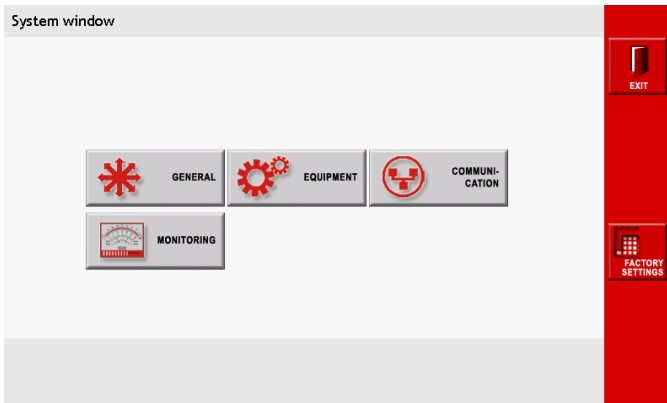 System window
EXIT
GENERAL
EQUIPMENT
COMMUNI-
CATION
MONITORING
FACTORY
SETTINGS